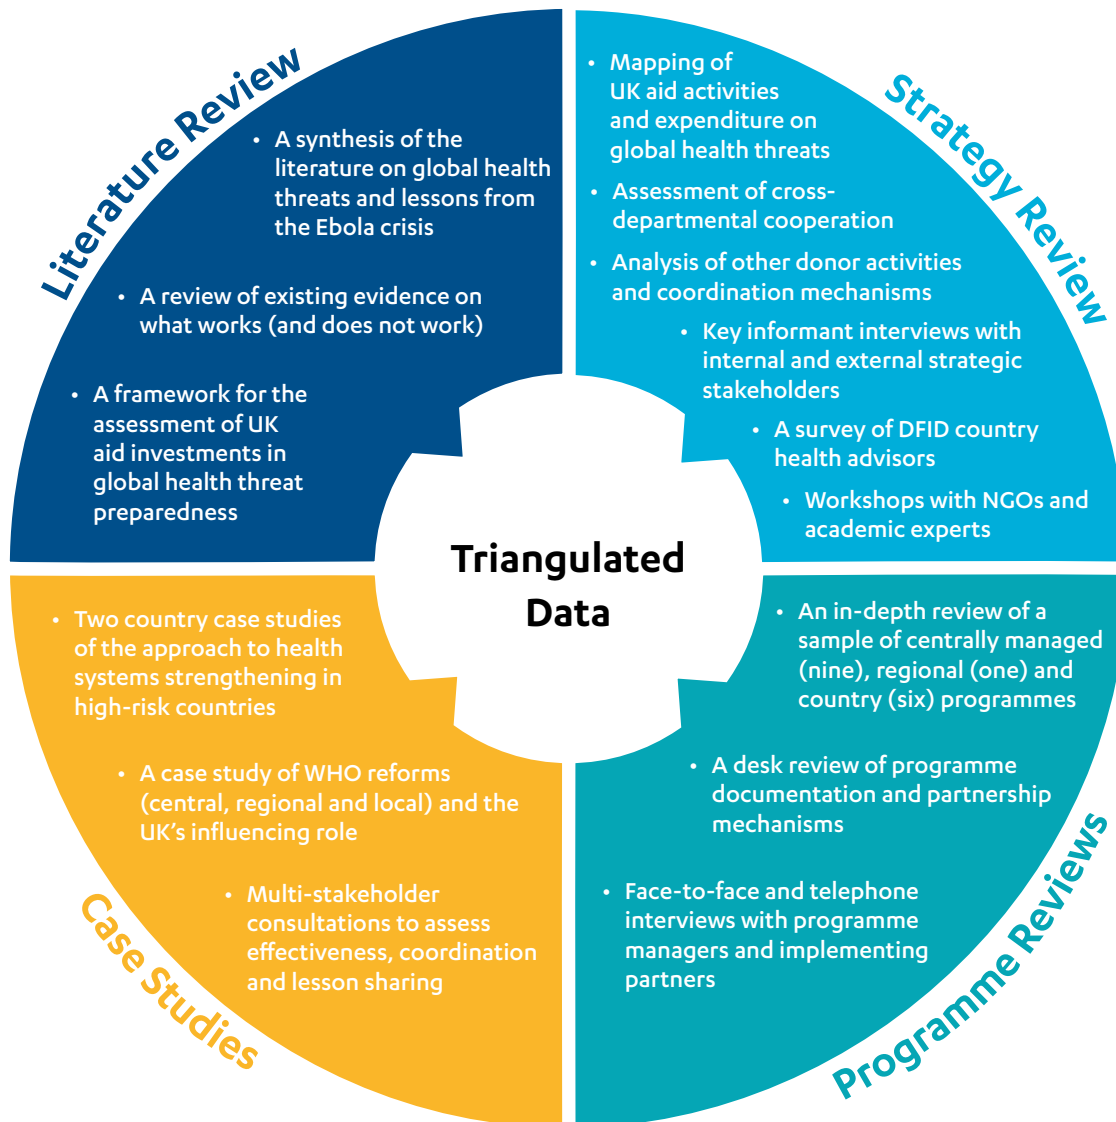 Literature Review
• A synthesis of the
literature on global health
threats and lessons from
the Ebola crisis
• A review of existing evidence on
what works (and does not work)
• A framework for the
assessment of UK
aid investments in
global health threat
preparedness
Strategy Review
• Mapping of
UK aid activities
and expenditure on
global health threats
• Assessment of cross-
departmental cooperation
• Analysis of other donor activities
and coordination mechanisms
• Key informant interviews with
internal and external strategic
stakeholders
• A survey of DFID country
health advisors
• Workshops with NGOs and
academic experts
Triangulated
Data
• Two country case studies
of the approach to health
systems strengthening in
high-risk countries
• A case study of WHO reforms
(central, regional and local) and the
UK’s influencing role
• Multi-stakeholder
consultations to assess
effectiveness, coordination
and lesson sharing
Case Studies
• An in-depth review of a
sample of centrally managed
(nine), regional (one) and
country (six) programmes
• A desk review of programme
documentation and partnership
mechanisms
• Face-to-face and telephone
interviews with programme
managers and implementing
partners
Programme Reviews